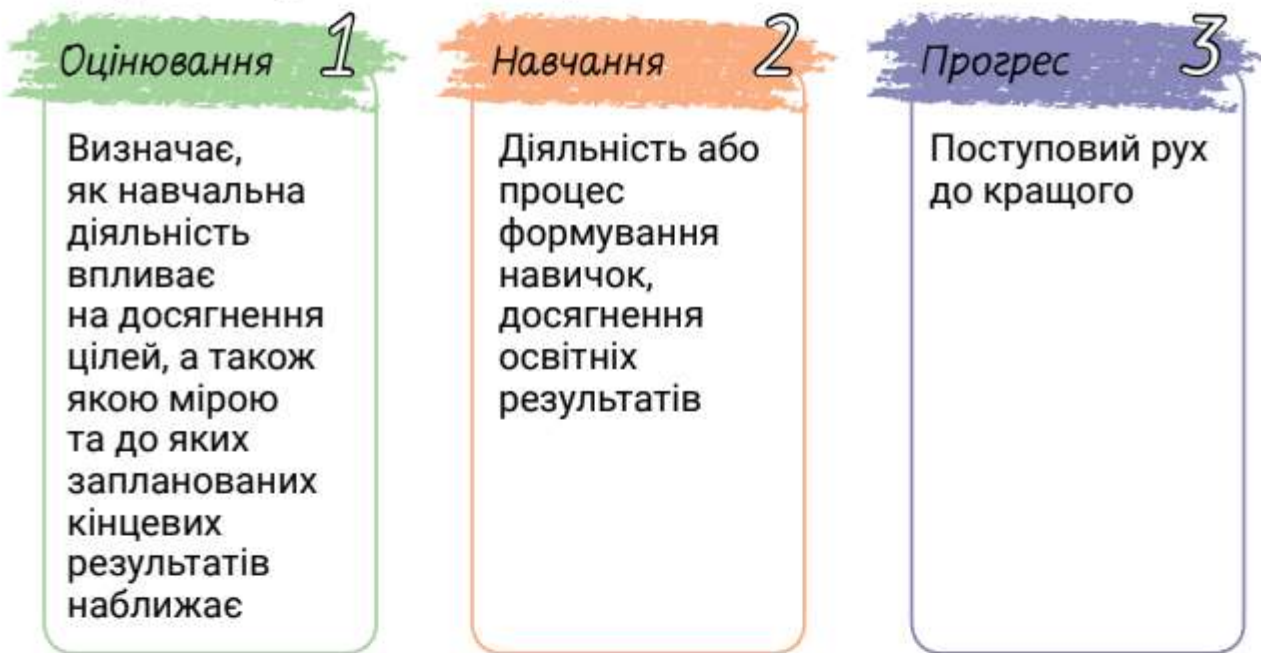 Оцінювання 1
Визначає,
як навчальна
діяльність
впливає
на досягнення
цілей, а також
якою мірою
та до яких
запланованих
кінцевих
результатів
наближає
Навчання 2
Діяльність або
процес
формування
навичок,
досягнення
освітніх
результатів
Прогрес 3
Поступовий рух
до кращого